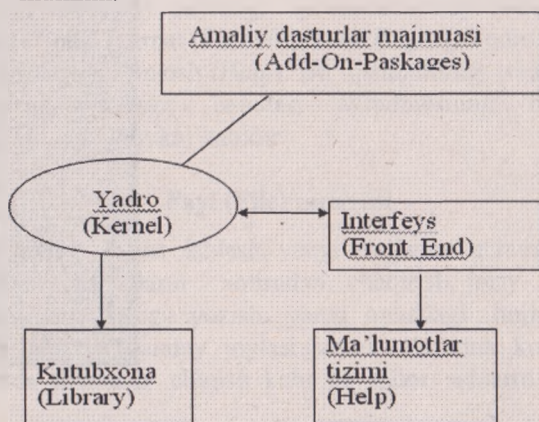 Amaliy dasturlar majmuasi
(Add-On-Paskages)
Yadro
(Kernel)
Interfeys
(Front End)
Kutubxona
(Library)
Ma'lumotlar
tizimi
(Help)